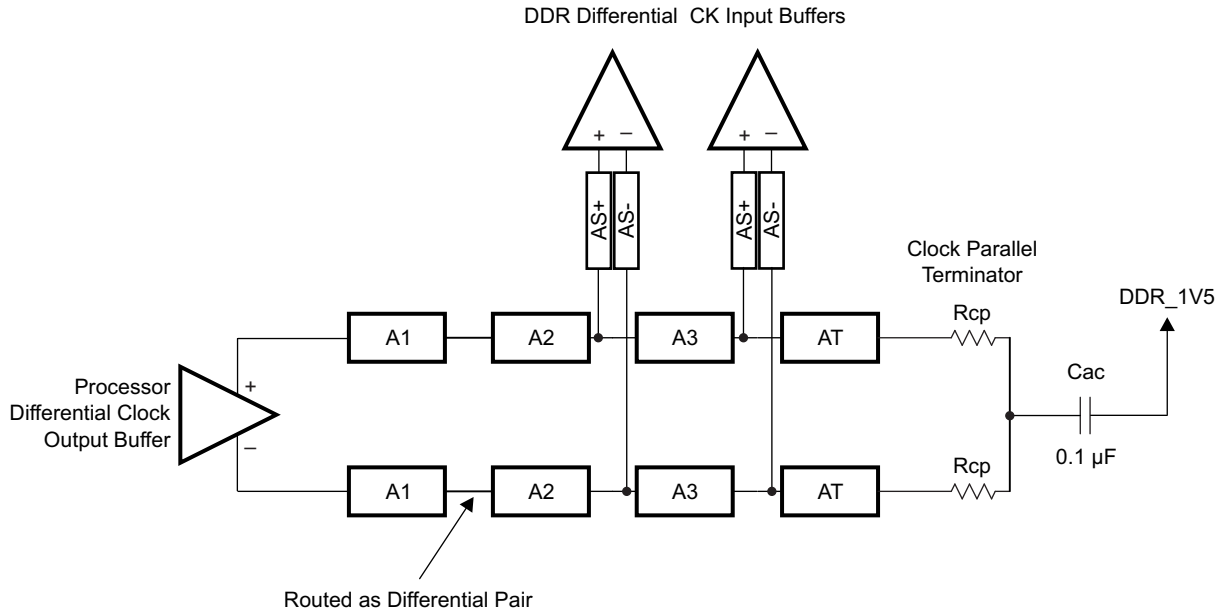 DDR Differential CK Input Buffers
+ −
+ −
AS+
AS-
AS+
AS-
Clock Parallel
Terminator
DDR_1V5
A1
A2
A3
AT
Rcp
Processor
Differential Clock
Output Buffer
+
−
Cac
0.1 µF
A1
A2
A3
AT
Rcp
Routed as Differential Pair